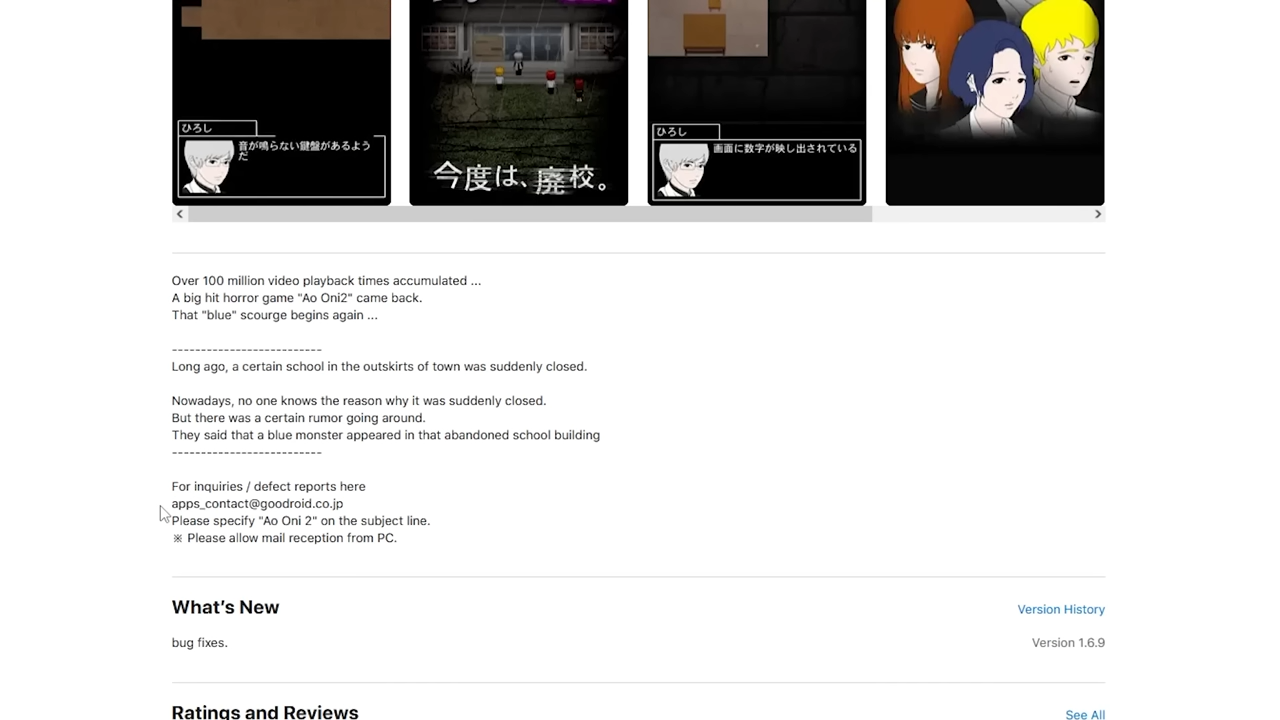 ひろし
音が鳴らない鍵盤があるよう
だ
今度は、廃校。
ひろし
画面に数字が映し出されている
Over 100 million video playback times accumulated ...
A big hit horror game "Ao Oni2" came back.
That "blue" scourge begins again ...
--------------------------
Long ago, a certain school in the outskirts of town was suddenly closed.
Nowadays, no one knows the reason why it was suddenly closed.
But there was a certain rumor going around.
They said that a blue monster appeared in that abandoned school building
--------------------------
For inquiries / defect reports here
apps_contact@goodroid.co.jp
Please specify "Ao Oni 2" on the subject line.
※ Please allow mail reception from PC.
What's New
Version History
bug fixes.
Version 1.6.9
Ratings and Reviews
See All